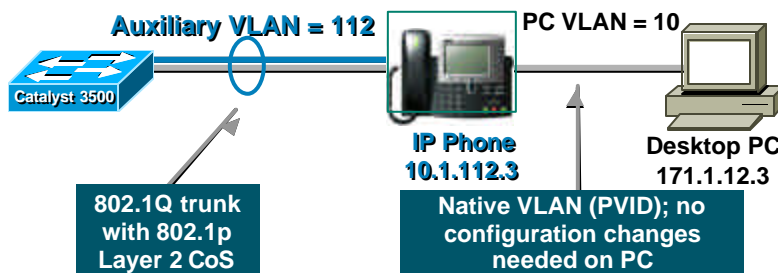 Auxiliary VLAN = 112
PC VLAN = 10
Catalyst 3500
IP Phone
10.1.112.3
Desktop PC
171.1.12.3
802.1Q trunk
with 802.1p
Layer 2 CoS
Native VLAN (PVID); no
configuration changes
needed on PC